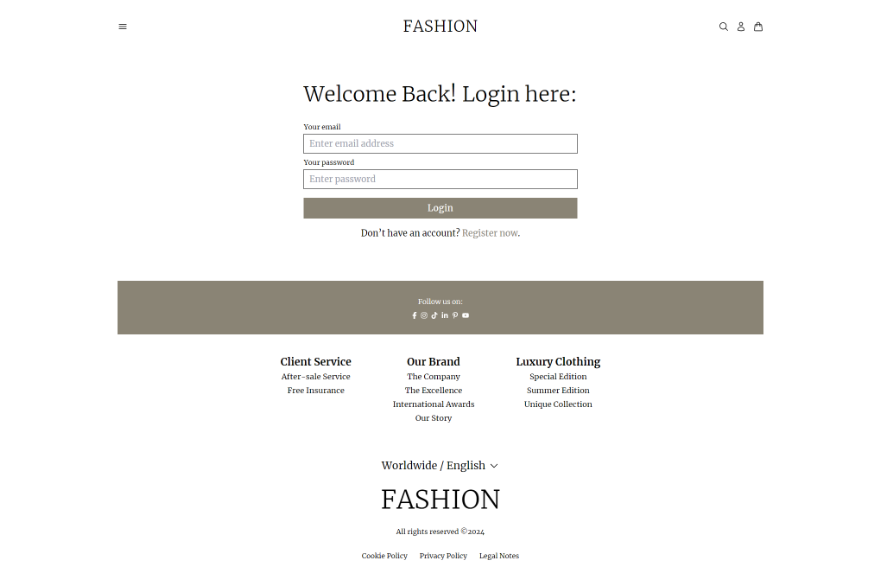 FASHION
Welcome Back! Login here:
Your email
Enter email address
Your password
Enter password
Login
Don't have an account? Register now.
Follow us on:
Client Service
After-sale Service
Free Insurance
Our Brand
The Company
The Excellence
International Awards
Our Story
Luxury Clothing
Special Edition
Summer Edition
Unique Collection
Worldwide / English
FASHION
All rights reserved ©2024
Cookie Policy Privacy Policy Legal Notes